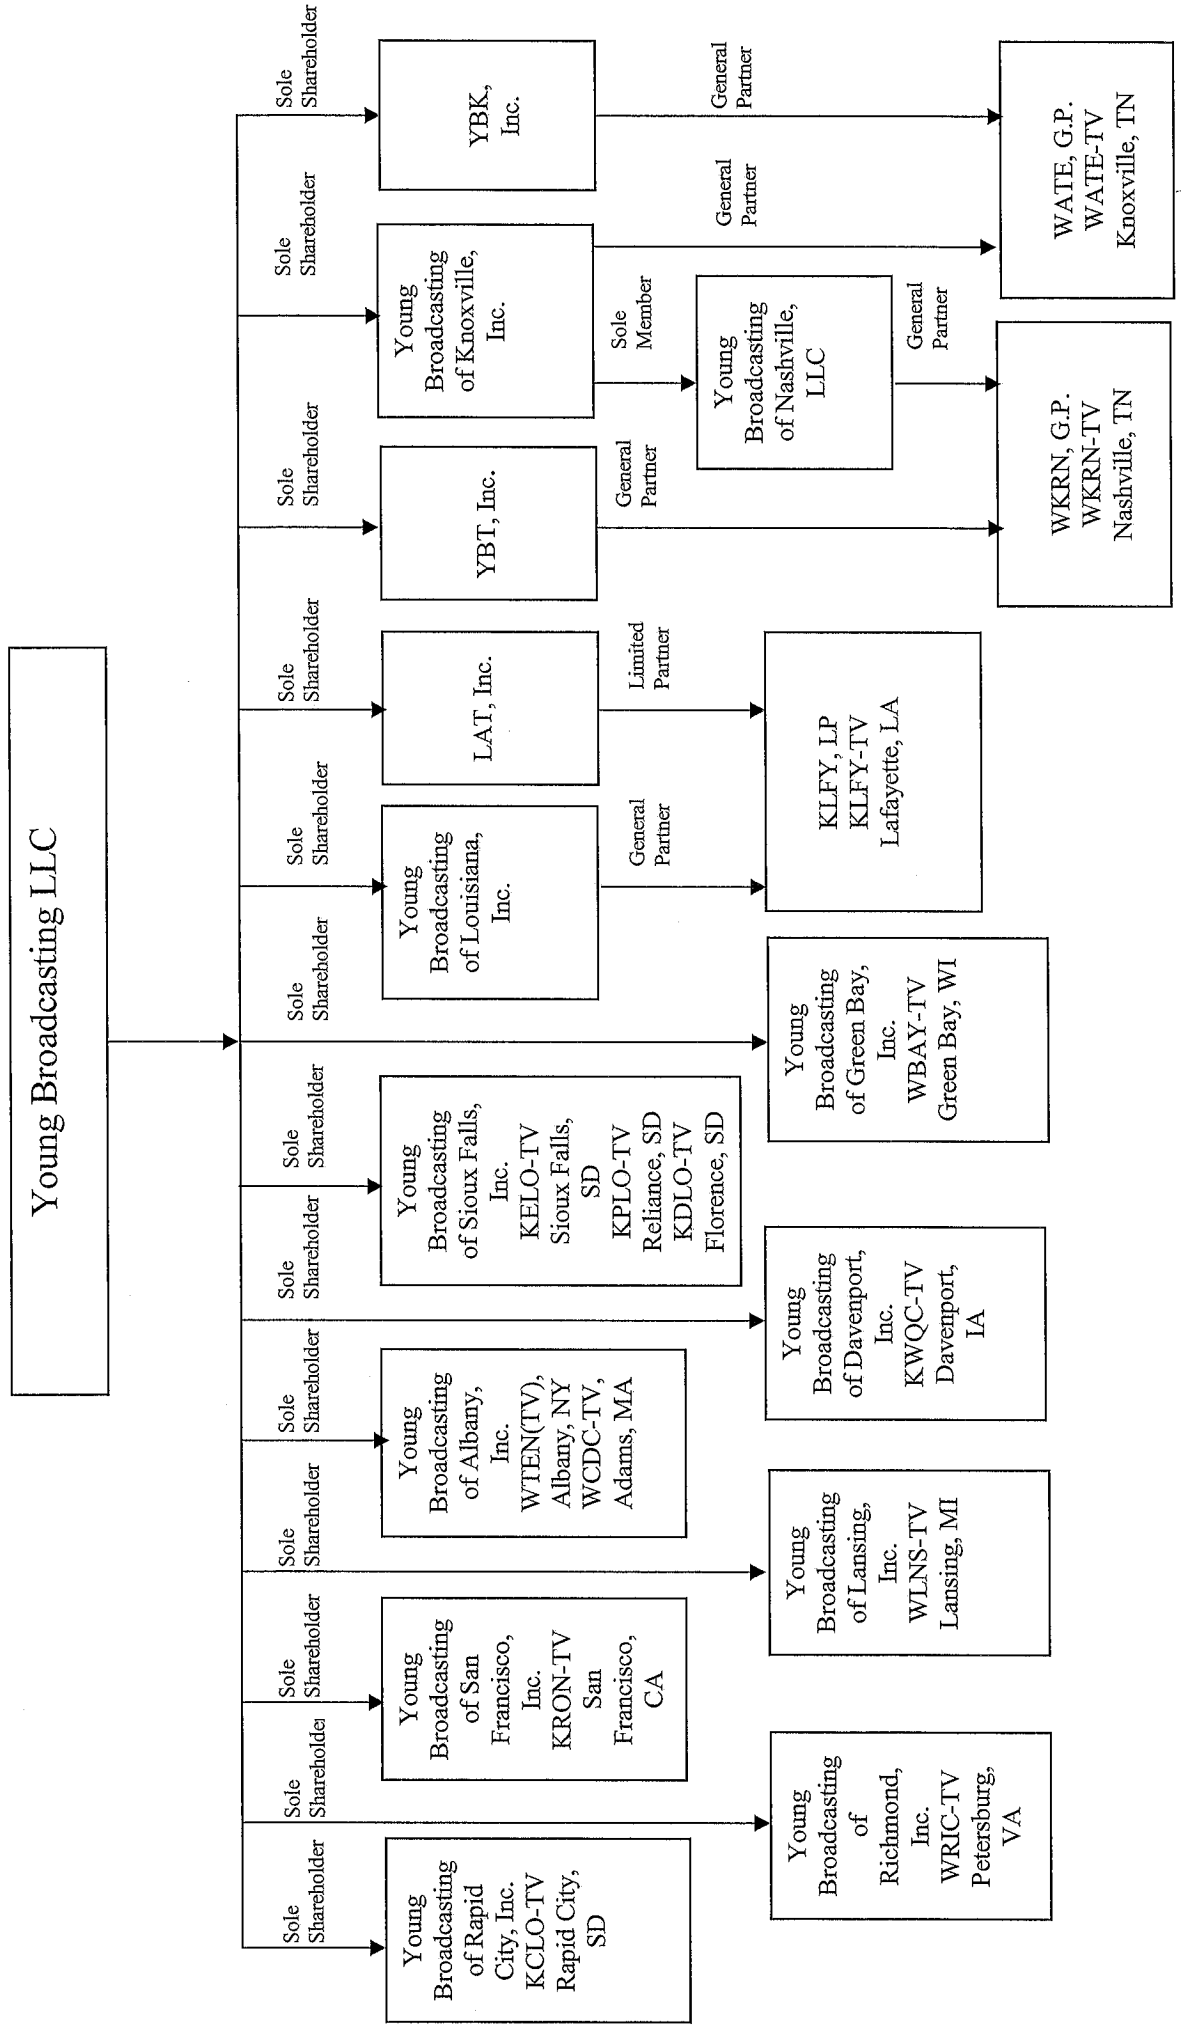 Young Broadcasting LLC
Sole
Shareholder
Sole
Shareholder
Sole
Shareholder
Sole
Shareholder
Sole
Shareholder
Sole
Shareholder
Sole
Shareholder
Sole
Shareholder
Sole
Shareholder
Sole
Shareholder
Sole
Shareholder
Sole
Shareholder
Sole
Shareholder
Young
Broadcasting
of Rapid
City, Inc.
KCLO-TV
Rapid City,
SD
Young
Broadcasting
of San
Francisco,
Inc.
KRON-TV
San
Francisco,
CA
Young
Broadcasting
of Albany,
Inc.
WTEN(TV),
Albany, NY
WCDC-TV,
Adams, MA
Young
Broadcasting
of Sioux Falls,
Inc.
KELO-TV
Sioux Falls,
SD
KPLO-TV
Reliance, SD
KDLO-TV
Florence, SD
Young
Broadcasting
of Louisiana,
Inc.
LAT, Inc.
YBT, Inc.
Young
Broadcasting
of Knoxville,
Inc.
YBK,
Inc.
General
Partner
Limited
Partner
General
Partner
Sole
Member
General
Partner
General
Partner
Young
Broadcasting
of Nashville,
LLC
General
Partner
Young
Broadcasting
of
Richmond,
Inc.
WRIC-TV
Petersburg,
VA
Young
Broadcasting
of Lansing,
Inc.
WLNS-TV
Lansing, MI
Young
Broadcasting
of Davenport,
Inc.
KWQC-TV
Davenport,
IA
Young
Broadcasting
of Green Bay,
Inc.
WBAY-TV
Green Bay, WI
KLFY, LP
KLFY-TV
Lafayette, LA
WKRN, G.P.
WKRN-TV
Nashville, TN
WATE, G.P.
WATE-TV
Knoxville, TN